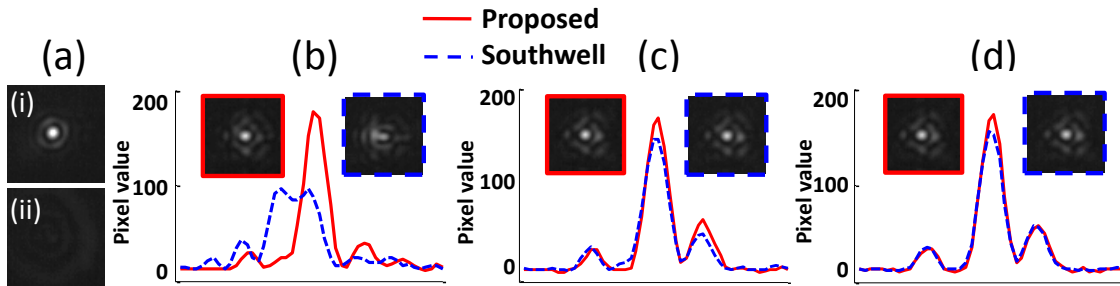 Proposed
Southwell
(a)
(b)
(c)
(d)
(i)
(ii)
Pixel value
200
100
0
Pixel value
200
100
0
Pixel value
200
100
0